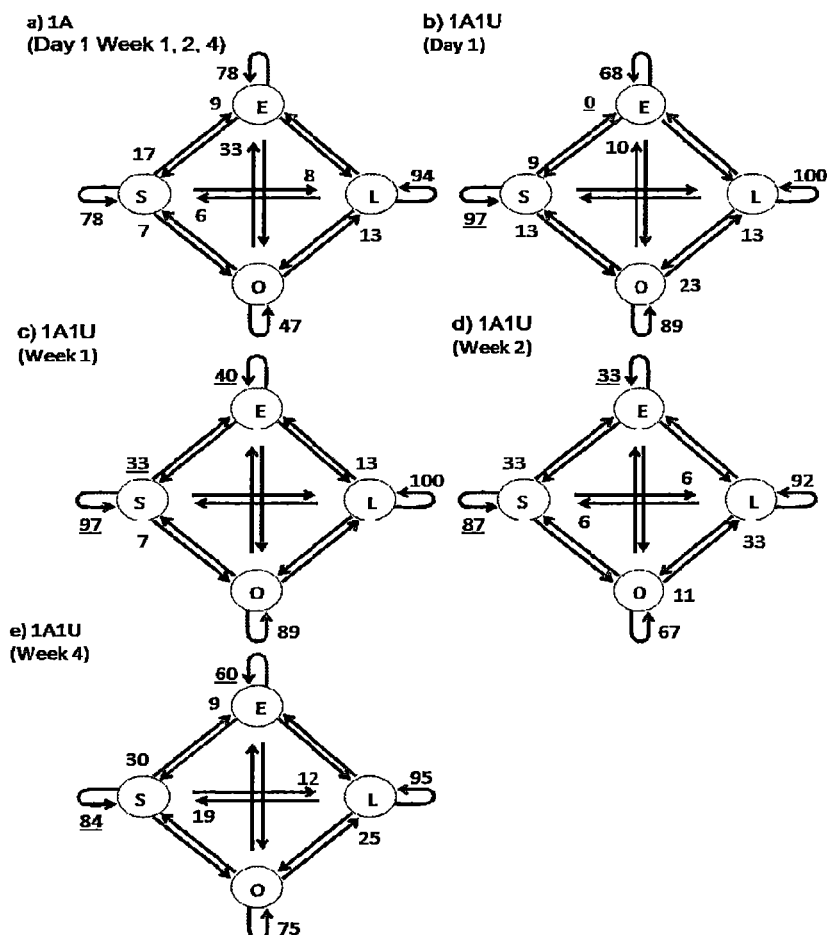 a) 1A
(Day 1 Week 1, 2, 4)
78
9
E
17
33
8
94
S
L
78
6
7
13
O
47
b) 1A1U
(Day 1)
68
0
E
9
10
100
S
L
97
13
13
O
23
89
c) 1A1U
(Week 1)
40
E
33
13
100
S
L
97
7
O
89
d) 1A1U
(Week 2)
33
E
33
6
92
S
L
87
6
33
O
11
67
e) 1A1U
(Week 4)
60
9
E
30
12
95
S
L
84
19
25
O
75